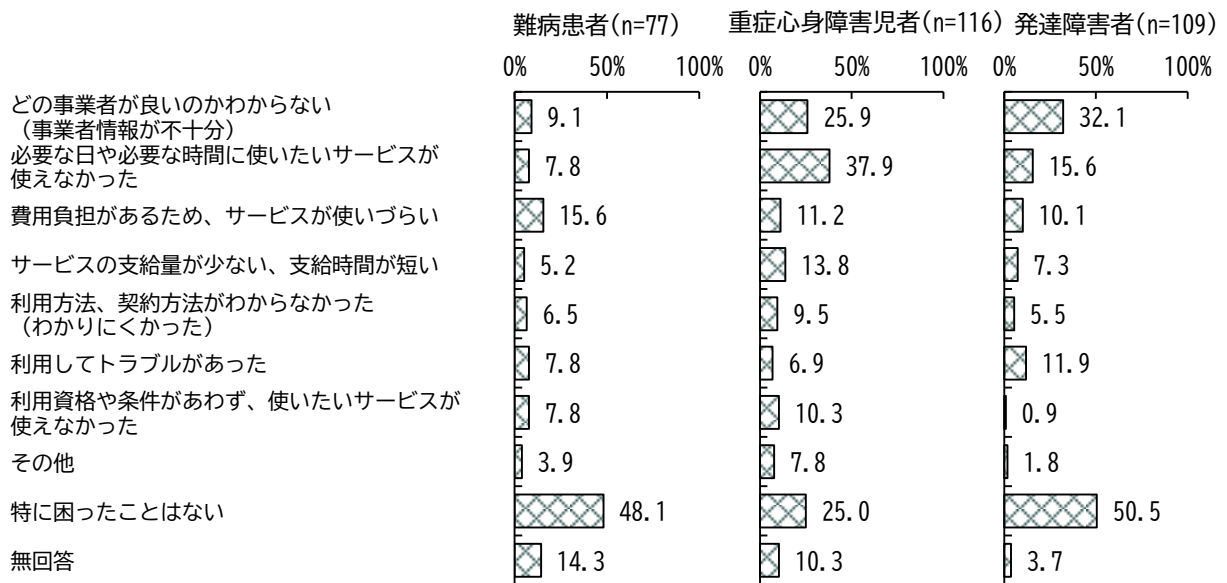 難病患者(n=77) 重症心身障害児者(n=116) 発達障害者(n=109)
0% 50% 100% 0% 50% 100% 0% 50% 100%
どの事業者が良いのかわからない
（事業者情報が不十分）
9.1 25.9 32.1
必要な日や必要な時間に使いたいサービスが
使えなかった
7.8 37.9 15.6
費用負担があるため、サービスが使いづらい 15.6 11.2 10.1
サービスの支給量が少ない、支給時間が短い 5.2 13.8 7.3
利用方法、契約方法がわからなかった
（わかりにくかった）
6.5 9.5 5.5
利用してトラブルがあった 7.8 6.9 11.9
利用資格や条件があわず、使いたいサービスが
使えなかった
7.8 10.3 0.9
その他 3.9 7.8 1.8
特に困ったことはない 48.1 25.0 50.5
無回答 14.3 10.3 3.7